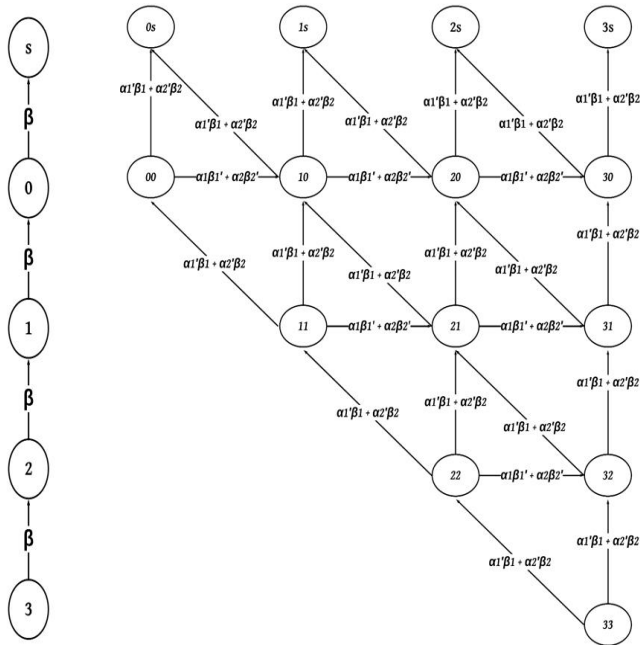 s
β
0
β
1
β
2
β
3
0s 1s 2s 3s
α1'β1 + α2'β2 α1'β1 + α2'β2 α1'β1 + α2'β2 α1'β1 + α2'β2
α1'β1 + α2'β2 α1'β1 + α2'β2 α1'β1 + α2'β2
00 α1β1' + α2β2' 10 α1β1' + α2β2' 20 α1β1' + α2β2' 30
α1'β1 + α2'β2
α1'β1 + α2'β2 α1'β1 + α2'β2 α1'β1 + α2'β2 α1'β1 + α2'β2 α1'β1 + α2'β2
11 α1β1' + α2β2' 21 α1β1' + α2β2' 31
α1'β1 + α2'β2
α1'β1 + α2'β2 α1'β1 + α2'β2
α1'β1 + α2'β2
22 α1β1' + α2β2' 32
α1'β1 + α2'β2
α1'β1 + α2'β2
33